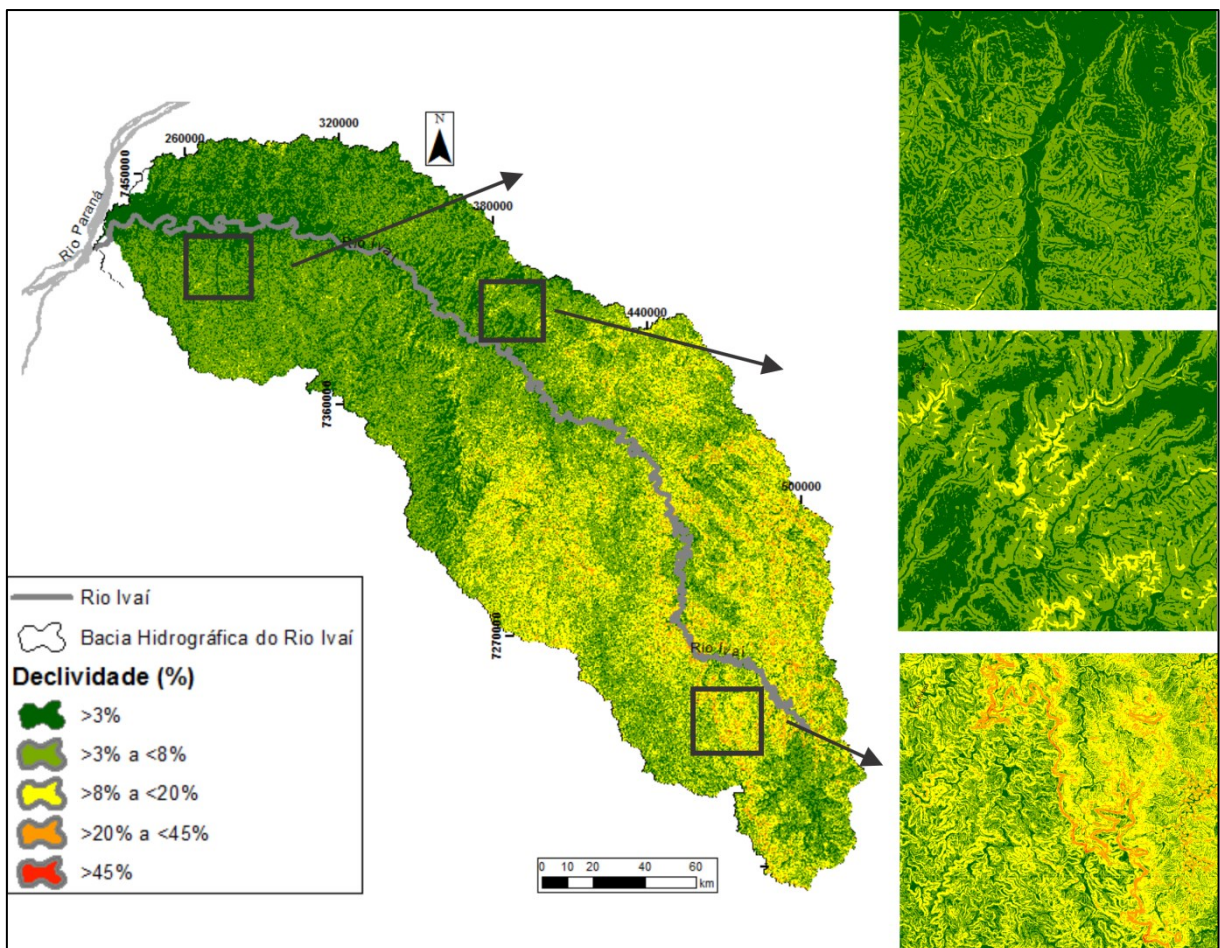 N
320000
260000
7450000
380000
Rio Paraná
Rio Ivaí
440000
7360000
500000
7270000
Rio Ivaí
Rio Ivaí
Bacia Hidrográfica do Rio Ivaí
Declividade (%)
>3%
>3% a <8%
>8% a <20%
>20% a <45%
>45%
0 10 20 40 60
km